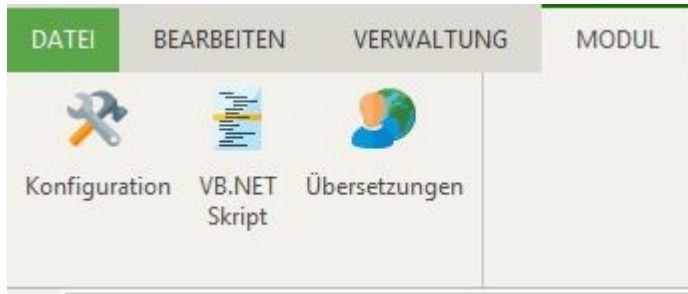 DATEI BEARBEITEN VERWALTUNG MODUL
Konfiguration VB.NET Übersetzungen
Skript